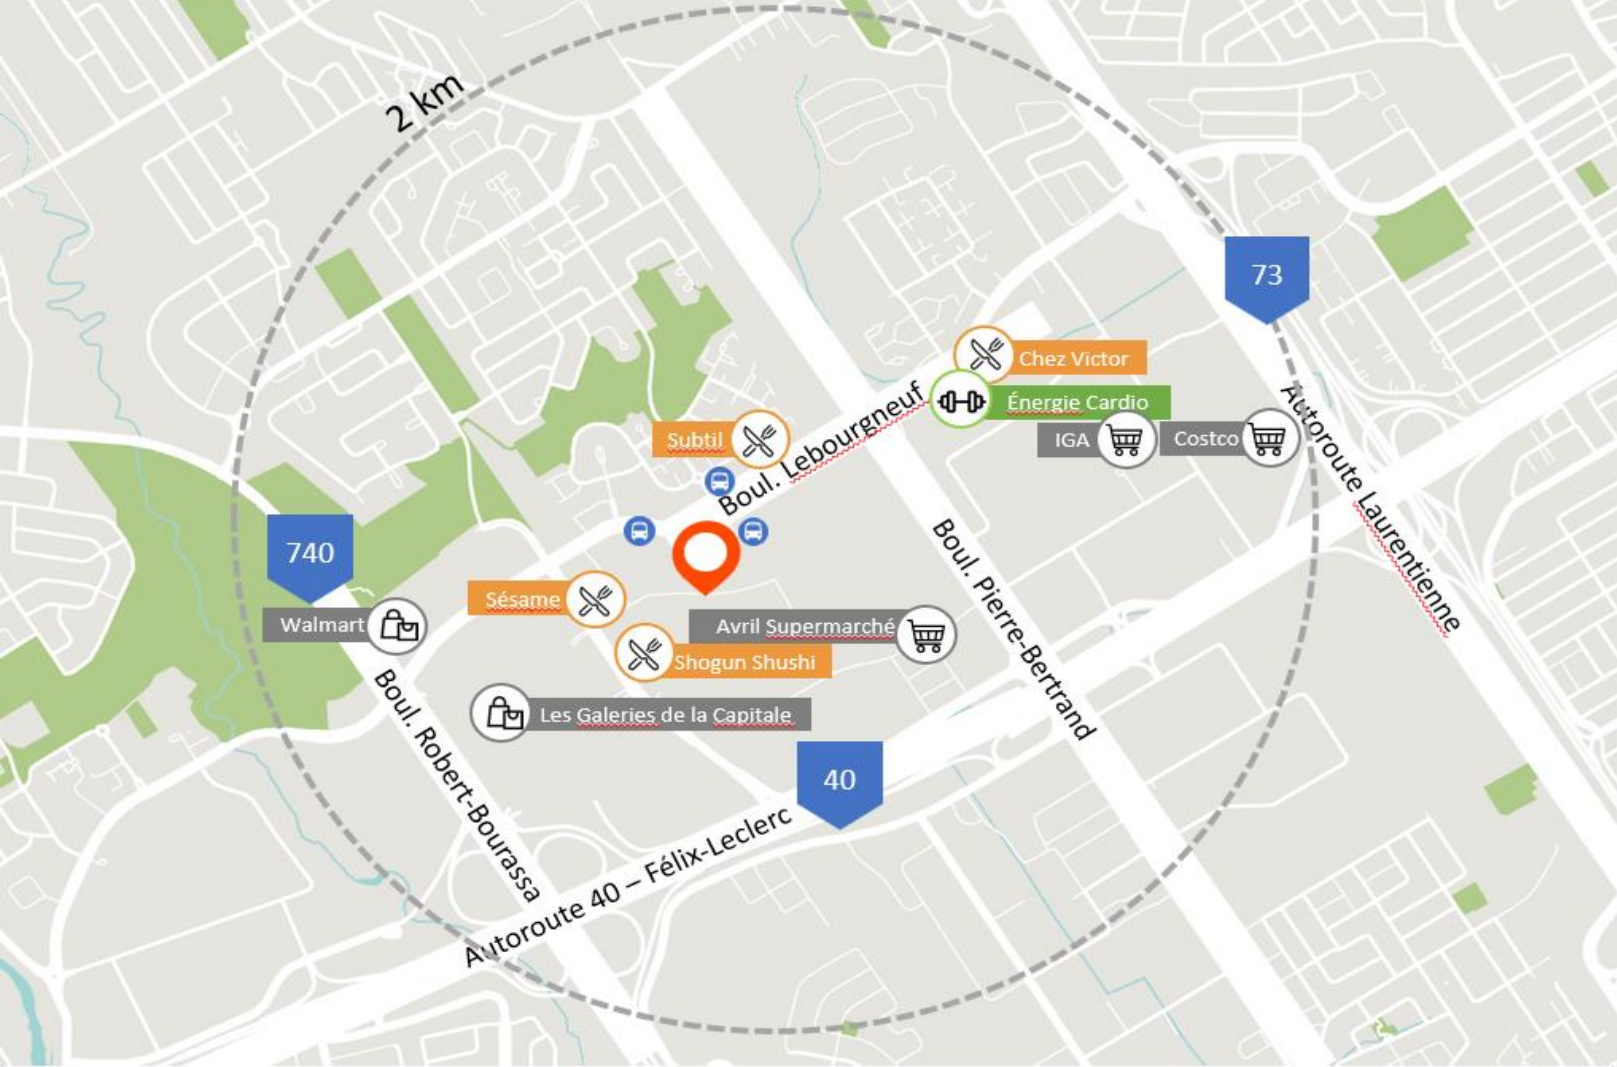 2 km
73
Chez Victor
Énergie Cardio
IGA
Costco
Subtil
Boul. Lebourgneuf
Autoroute Laurentienne
740
Walmart
Sésame
Avril Supermarché
Shogun Shushi
Boul. Pierre-Bertrand
Les Galeries de la Capitale
Boul. Robert-Bourassa
40
Autoroute 40 – Félix-Leclerc